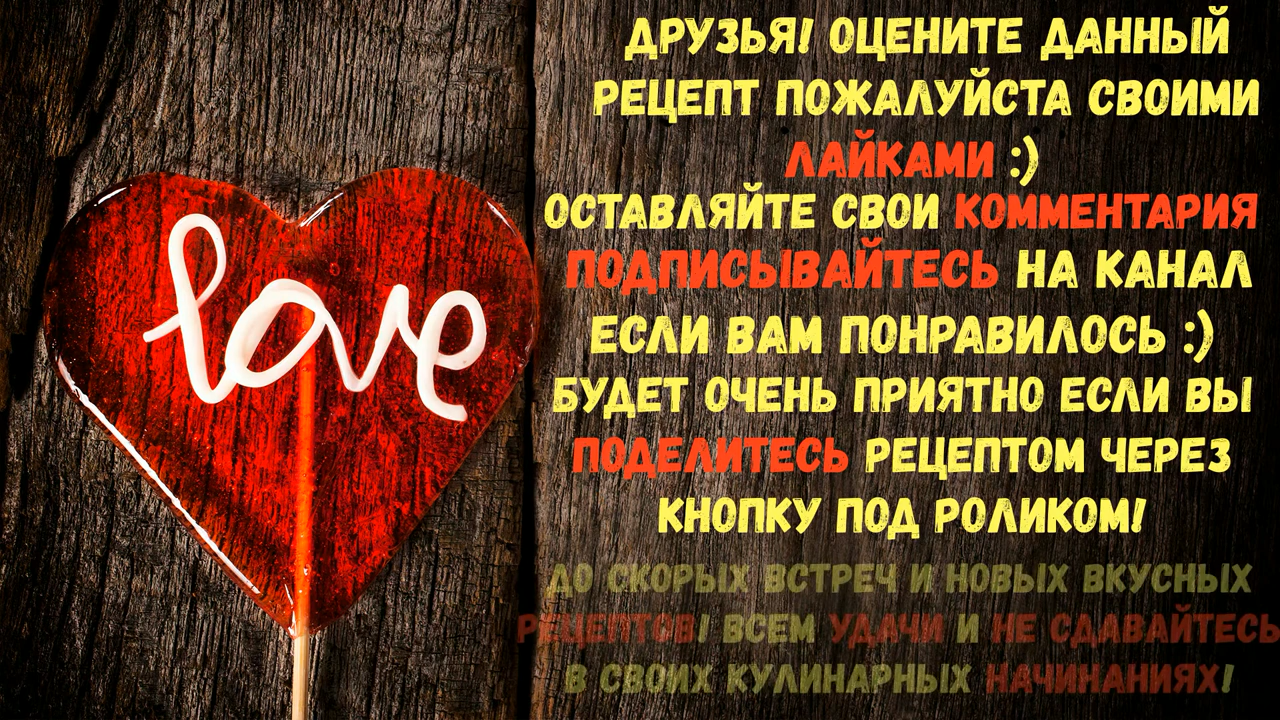 love
ДРУЗЬЯ! ОЦЕНИТЕ ДАННЫЙ
РЕЦЕПТ ПОЖАЛУЙСТА СВОИМИ
ЛАЙКАМИ :)
ОСТАВЛЯЙТЕ СВОИ КОММЕНТАРИЯ
ПОДПИСЫВАЙТЕСЬ НА КАНАЛ
ЕСЛИ ВАМ ПОНРАВИЛОСЬ :)
БУДЕТ ОЧЕНЬ ПРИЯТНО ЕСЛИ ВЫ
ПОДЕЛИТЕСЬ РЕЦЕПТОМ ЧЕРЕЗ
КНОПКУ ПОД РОЛИКОМ!
ДО СКОРЫХ ВСТРЕЧ И НОВЫХ ВКУСНЫХ
РЕЦЕПТОВ! ВСЕМ УДАЧИ И НЕ СДАВАЙТЕСЬ
В СВОИХ КУЛИНАРНЫХ НАЧИНАНИЯХ!